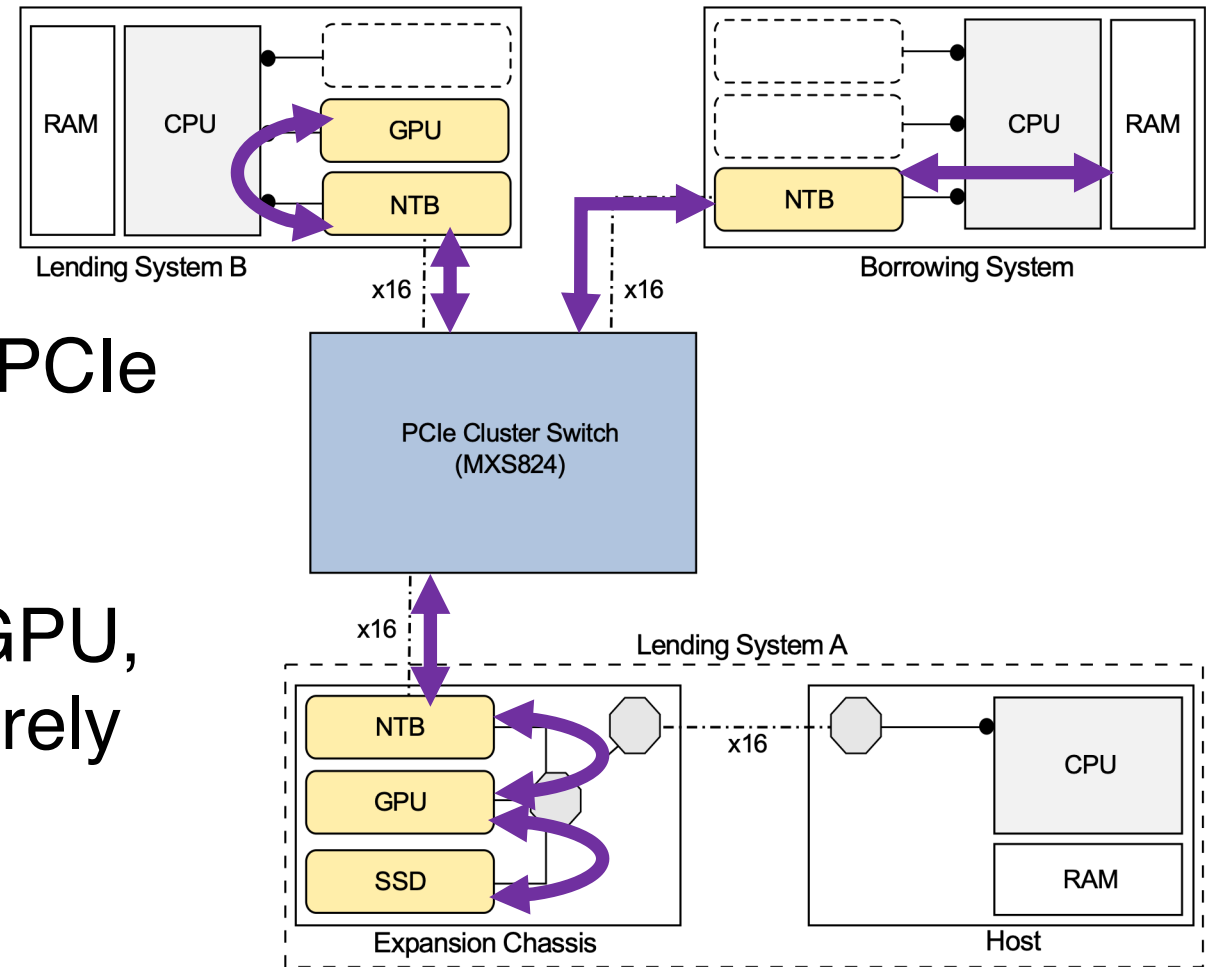 RAM
CPU
GPU
NTB
Lending System B
x16
CPU
RAM
NTB
Borrowing System
x16
PCIe
PCIe Cluster Switch
(MXS824)
GPU,
rely
x16
Lending System A
NTB
GPU
SSD
Expansion Chassis
x16
CPU
RAM
Host